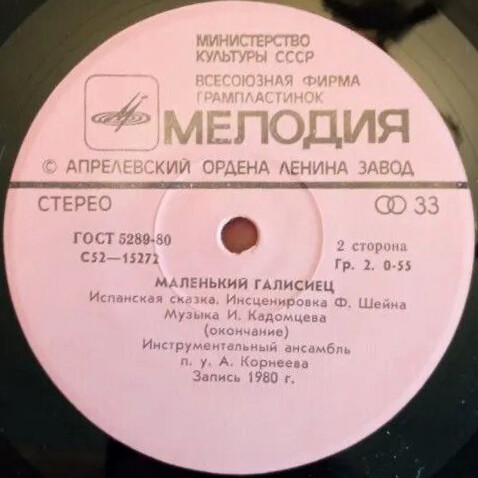 МИНИСТЕРСТВО
КУЛЬТУРЫ СССР
ВСЕСОЮЗНАЯ ФИРМА
ГРАМПЛАСТИНОК
МЕЛОДИЯ
© АПРЕЛЕВСКИЙ ОРДЕНА ЛЕНИНА ЗАВОД
СТЕРЕО 33
ГОСТ 5289-80
С52—15272
2 сторона
Гр. 2. 0-55
МАЛЕНЬКИЙ ГАЛИСИЕЦ
Испанская сказка. Инсценировка Ф. Шейна
Музыка И. Кадомцева
(окончание)
Инструментальный ансамбль
п. у. А. Корнеева
Запись 1980 г.